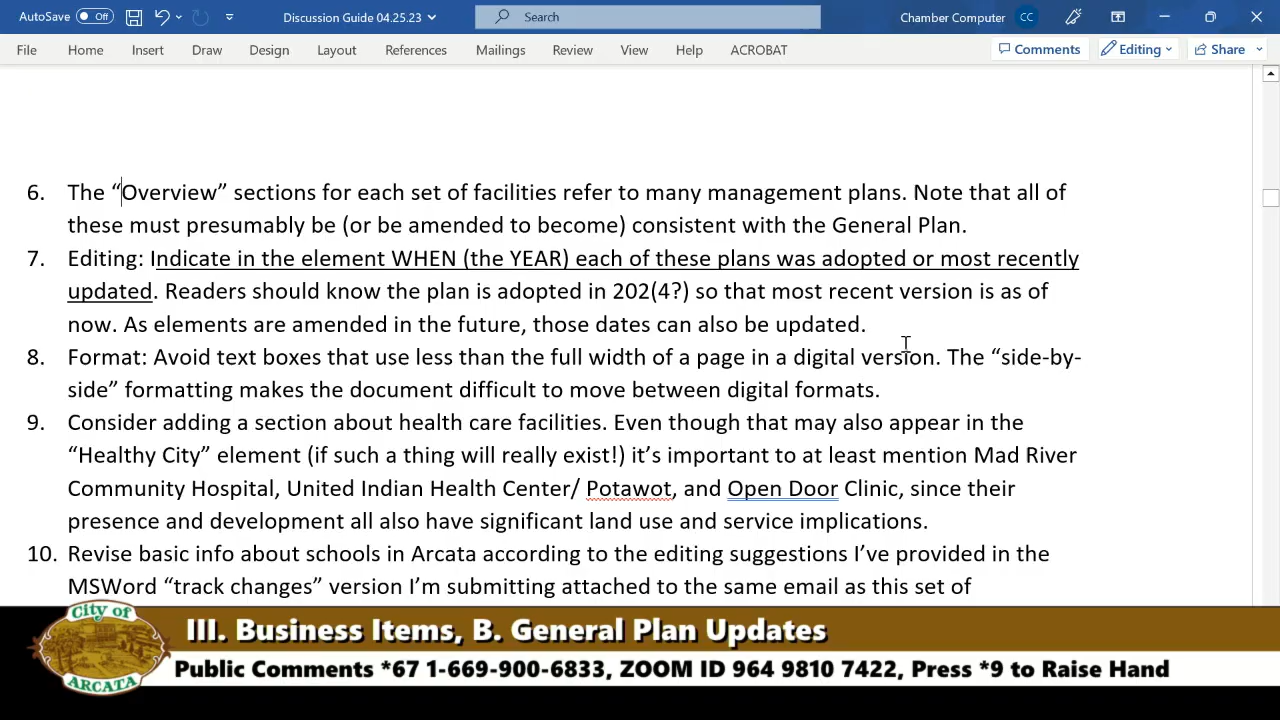 AutoSave Off Discussion Guide 04.25.23 Search Chamber Computer CC
File Home Insert Draw Design Layout References Mailings Review View Help ACROBAT Comments Editing Share
6. The “Overview” sections for each set of facilities refer to many management plans. Note that all of
these must presumably be (or be amended to become) consistent with the General Plan.
7. Editing: Indicate in the element WHEN (the YEAR) each of these plans was adopted or most recently
updated. Readers should know the plan is adopted in 202(4?) so that most recent version is as of
now. As elements are amended in the future, those dates can also be updated.
8. Format: Avoid text boxes that use less than the full width of a page in a digital version. The “side-by-
side” formatting makes the document difficult to move between digital formats.
9. Consider adding a section about health care facilities. Even though that may also appear in the
“Healthy City” element (if such a thing will really exist!) it’s important to at least mention Mad River
Community Hospital, United Indian Health Center/ Potawot, and Open Door Clinic, since their
presence and development all also have significant land use and service implications.
10. Revise basic info about schools in Arcata according to the editing suggestions I’ve provided in the
MSWord “track changes” version I’m submitting attached to the same email as this set of
City of
ARCATA
III. Business Items, B. General Plan Updates
Public Comments *67 1-669-900-6833, ZOOM ID 964 9810 7422, Press *9 to Raise Hand